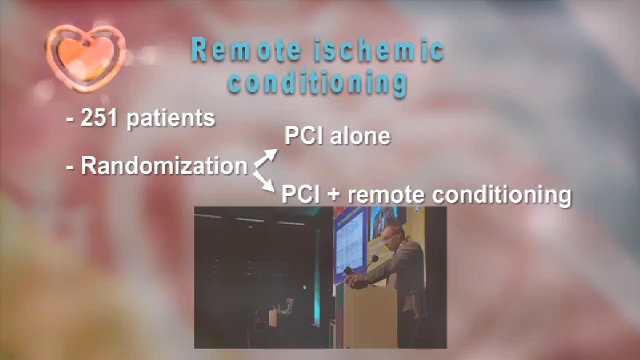 Remote ischemic
conditioning
- 251 patients
PCI alone
- Randomization
PCI + remote conditioning